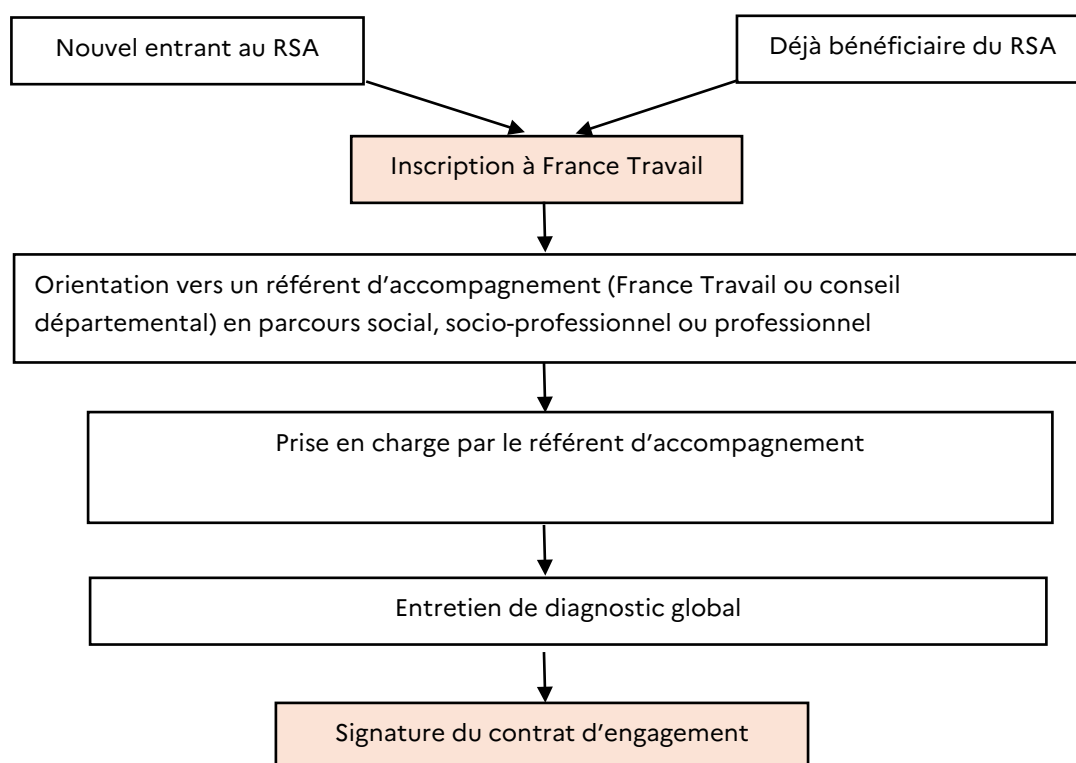 Nouvel entrant au RSA
Déjà bénéficiaire du RSA
Inscription à France Travail
Orientation vers un référent d’accompagnement (France Travail ou conseil
départemental) en parcours social, socio-professionnel ou professionnel
Prise en charge par le référent d’accompagnement
Entretien de diagnostic global
Signature du contrat d’engagement